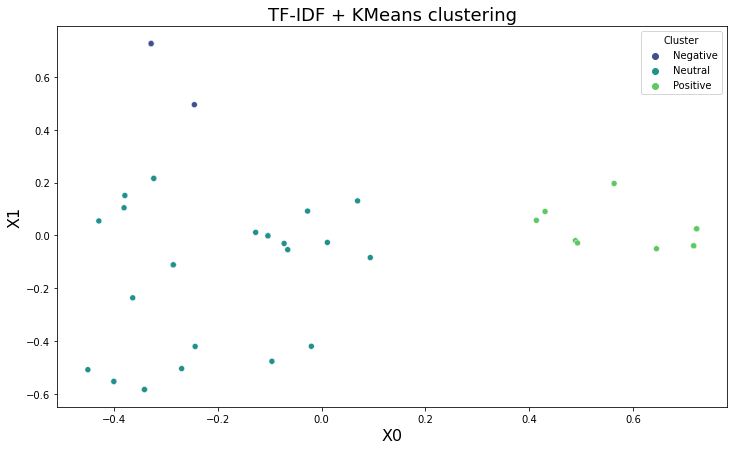 TF-IDF + KMeans clustering
Cluster
Negative
Neutral
Positive
0.6
0.4
0.2
0.0
−0.2
−0.4
−0.6
X1
−0.4
−0.2
0.0
0.2
0.4
0.6
X0